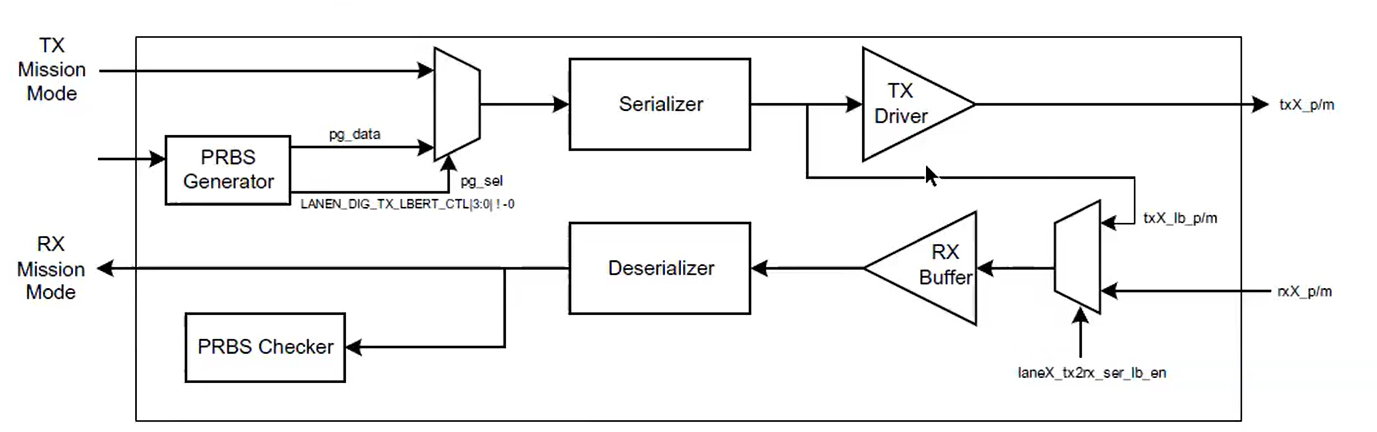 TX
Mission
Mode
PRBS
Generator
pg_data
pg_sel
LANEN_DIG_TX_LBERT_CTL|3:0| ! -0
Serializer
TX
Driver
txX_p/m
RX
Mission
Mode
Deserializer
RX
Buffer
txX_lb_p/m
rxX_p/m
PRBS Checker
laneX_tx2rx_ser_lb_en